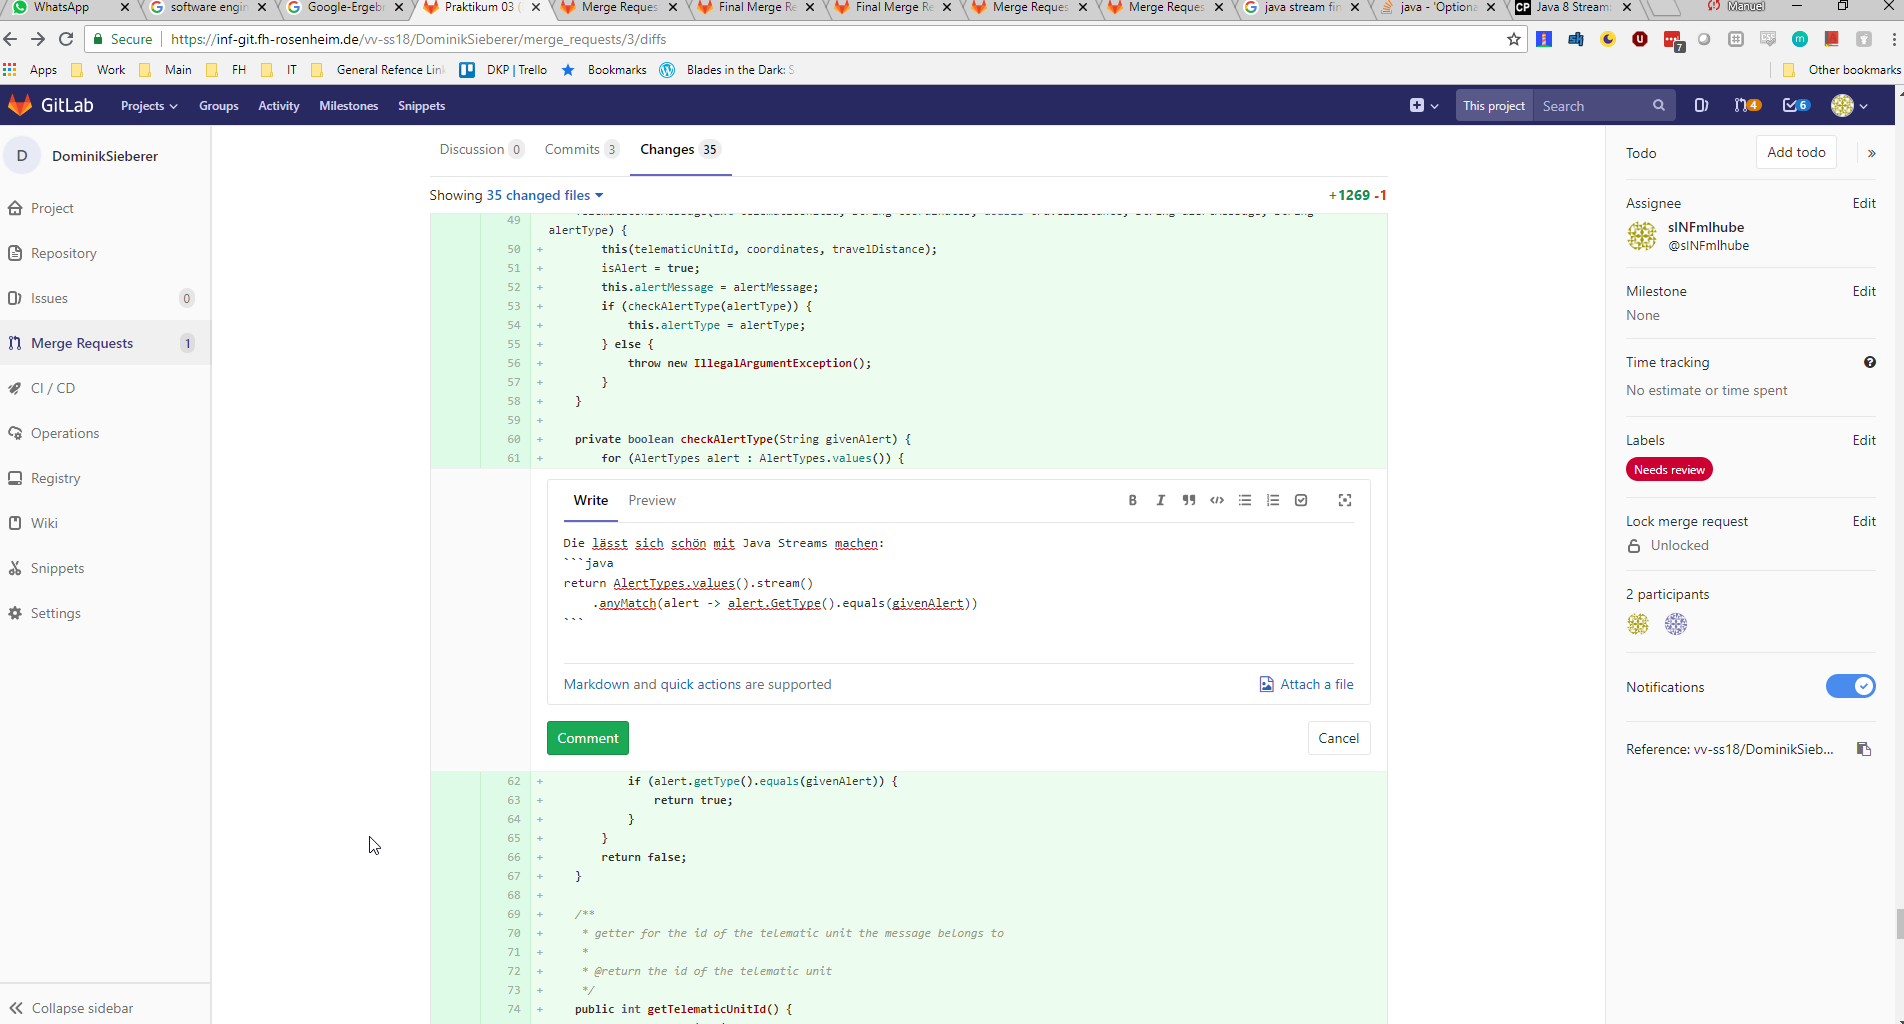 WhatsApp
software engin
Google-Ergebn
Praktikum 03 (
Merge Reques
Final Merge Re
Final Merge Re
Merge Reques
Merge Reques
java stream fin
java - 'Optiona
Java 8 Stream
Manuel
Secure
https://inf-git.fh-rosenheim.de/vv-ss18/DominikSieberer/merge_requests/3/diffs
7
Apps
Work
Main
FH
IT
General Refence Lin
DKP | Trello
Bookmarks
Blades in the Dark: S
Other bookmarks
GitLab
Projects
Groups
Activity
Milestones
Snippets
This project
Search
4
6
D
DominikSieberer
Project
Repository
Issues 0
Merge Requests 1
CI / CD
Operations
Registry
Wiki
Snippets
Settings
Collapse sidebar
Discussion 0 Commits 3 Changes 35
Showing 35 changed files
+1269 -1
49
alertType) {
50 + this(telematicUnitId, coordinates, travelDistance);
51 + isAlert = true;
52 + this.alertMessage = alertMessage;
53 + if (checkAlertType(alertType)) {
54 + this.alertType = alertType;
55 + } else {
56 + throw new IllegalArgumentException();
57 + }
58 + }
59 +
60 + private boolean checkAlertType(String givenAlert) {
61 + for (AlertTypes alert : AlertTypes.values()) {
Write Preview
Die lässt sich schön mit Java Streams machen:
```java
return AlertTypes.values().stream()
.anyMatch(alert -> alert.GetType().equals(givenAlert))
```
Markdown and quick actions are supported
Attach a file
Comment
Cancel
62 + if (alert.getType().equals(givenAlert)) {
63 + return true;
64 + }
65 + }
66 + return false;
67 + }
68 +
69 + /**
70 + * getter for the id of the telematic unit the message belongs to
71 + *
72 + * @return the id of the telematic unit
73 + */
74 + public int getTelematicUnitId() {
Todo
Add todo
Assignee
Edit
sINFmlhube
@sINFmlhube
Milestone
Edit
None
Time tracking
No estimate or time spent
Labels
Edit
Needs review
Lock merge request
Edit
Unlocked
2 participants
Notifications
Reference: vv-ss18/DominikSieb...